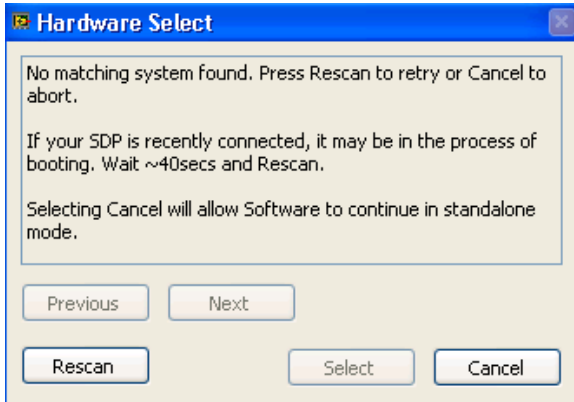 Hardware Select
No matching system found. Press Rescan to retry or Cancel to
abort.
If your SDP is recently connected, it may be in the process of
booting. Wait ~40secs and Rescan.
Selecting Cancel will allow Software to continue in standalone
mode.
Previous Next
Rescan Select Cancel